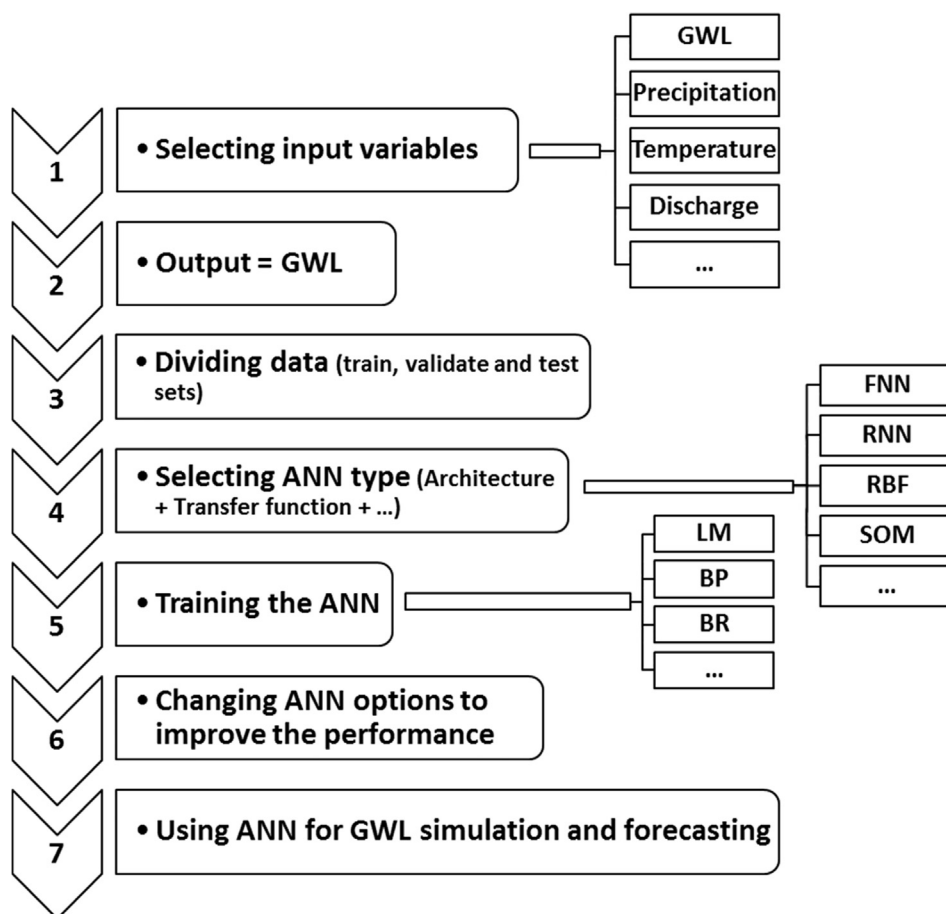 1
• Selecting input variables
GWL
Precipitation
Temperature
Discharge
...
2
• Output = GWL
3
• Dividing data (train, validate and test
sets)
4
• Selecting ANN type (Architecture
+ Transfer function + ...)
FNN
RNN
RBF
SOM
...
5
• Training the ANN
LM
BP
BR
...
6
• Changing ANN options to
improve the performance
7
• Using ANN for GWL simulation and forecasting